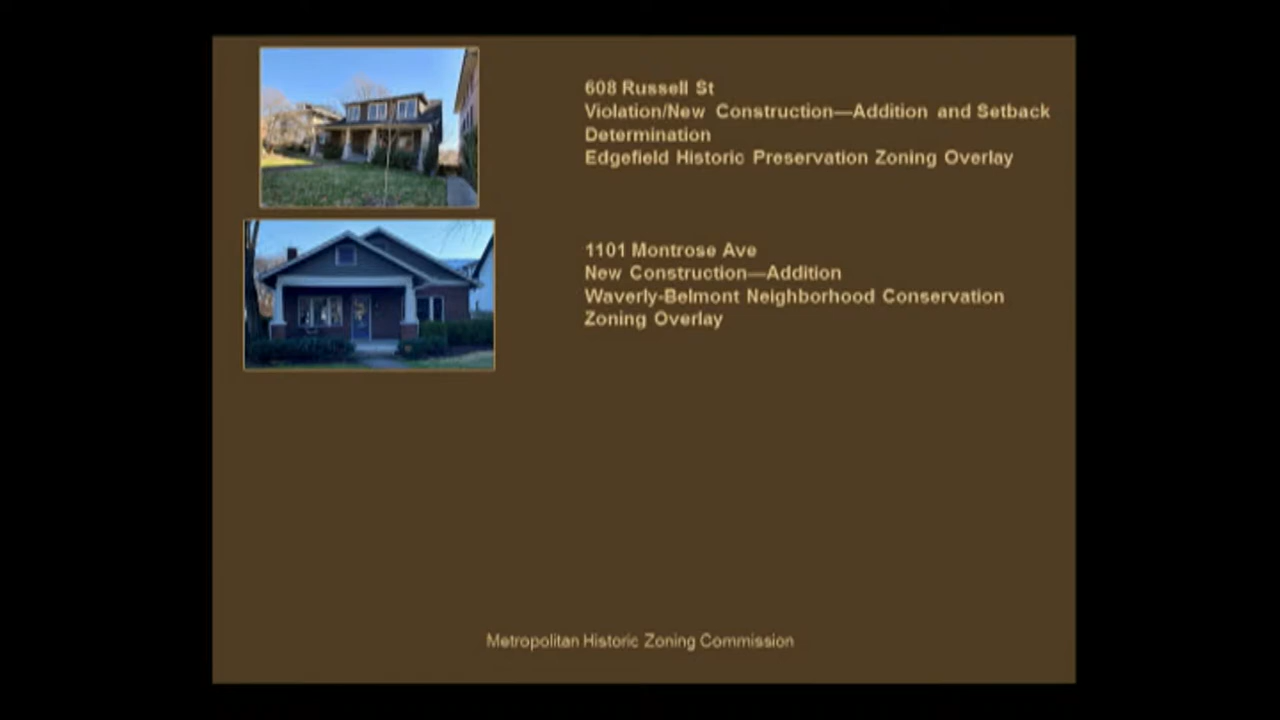 608 Russell St
Violation/New Construction—Addition and Setback
Determination
Edgefield Historic Preservation Zoning Overlay
1101 Montrose Ave
New Construction—Addition
Waverly-Belmont Neighborhood Conservation
Zoning Overlay
Metropolitan Historic Zoning Commission